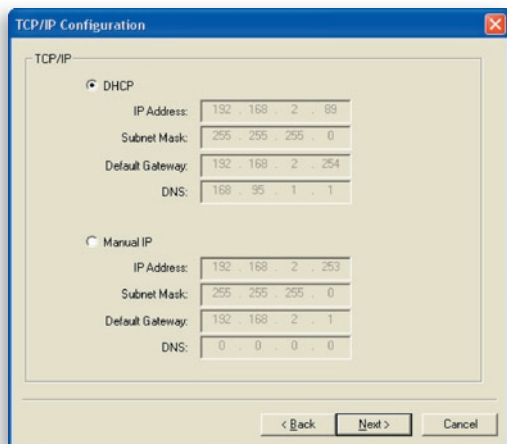 TCP/IP Configuration
TCP/IP
DHCP
IP Address: 192 . 168 . 2 . 89
Subnet Mask: 255 . 255 . 255 . 0
Default Gateway: 192 . 168 . 2 . 254
DNS: 168 . 95 . 1 . 1
Manual IP
IP Address: 192 . 168 . 2 . 253
Subnet Mask: 255 . 255 . 255 . 0
Default Gateway: 192 . 168 . 2 . 1
DNS: 0 . 0 . 0 . 0
< Back Next > Cancel